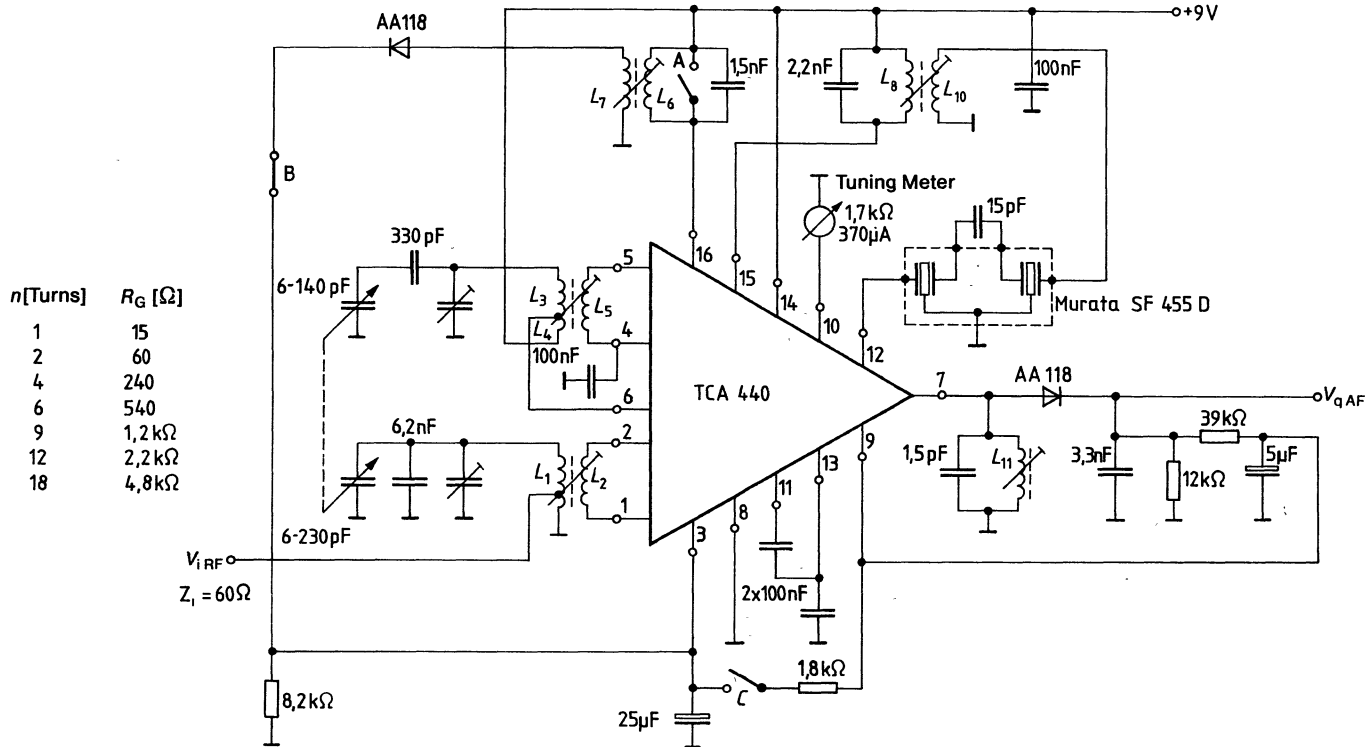 +9V
AA118
A
1,5nF
2,2nF
L7
L6
L8
L10
100nF
B
Tuning Meter
1,7kΩ
370µA
15pF
330pF
6-140pF
5
16
15
14
10
12
Murata SF 455 D
n[Turns] RG [Ω]
1 15
2 60
4 240
6 540
9 1,2kΩ
12 2,2kΩ
18 4,8kΩ
L3
L4
L5
4
100nF
6
TCA 440
7
AA 118
VqAF
6,2nF
2
L1
L2
1
39kΩ
9
13
11
8
3
1,5pF
L11
3,3nF
12kΩ
5µF
6-230pF
ViRF
ZI = 60Ω
2x100nF
1,8kΩ
C
8,2kΩ
25µF